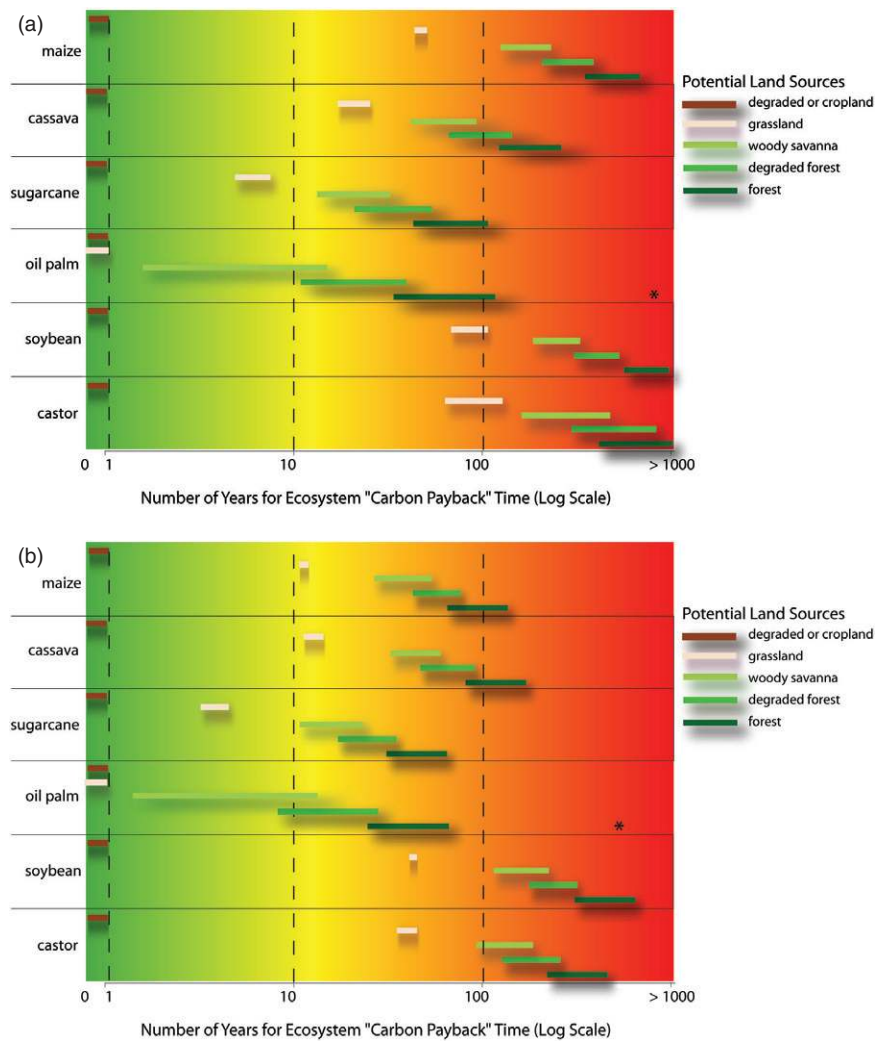 (a)
maize
cassava
sugarcane
oil palm
*
soybean
castor
0 1 10 100 > 1000
Number of Years for Ecosystem "Carbon Payback" Time (Log Scale)
Potential Land Sources
degraded or cropland
grassland
woody savanna
degraded forest
forest
(b)
maize
cassava
sugarcane
oil palm
*
soybean
castor
0 1 10 100 > 1000
Number of Years for Ecosystem "Carbon Payback" Time (Log Scale)
Potential Land Sources
degraded or cropland
grassland
woody savanna
degraded forest
forest